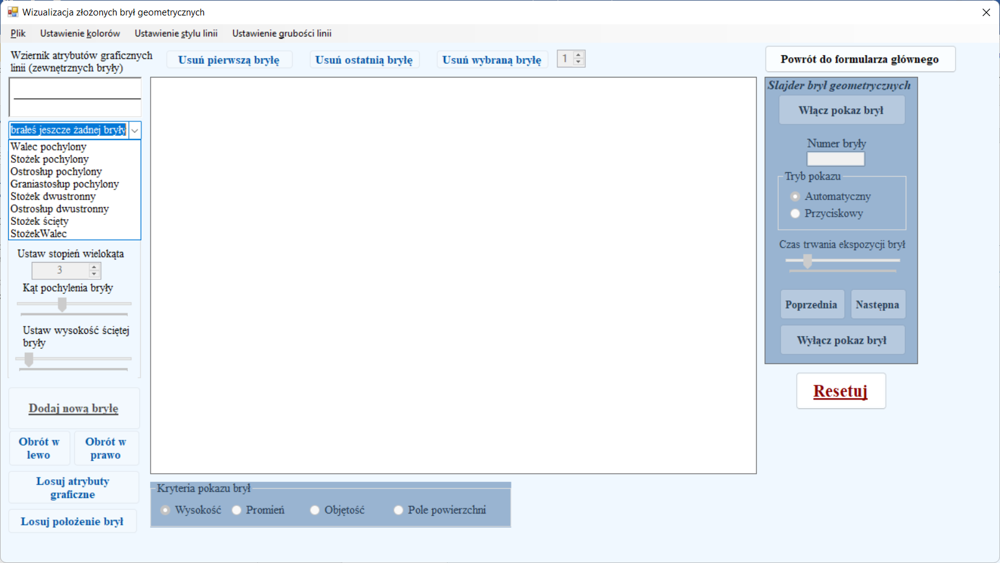 Wizualizacja złożonych brył geometrycznych
Plik Ustawienie kolorów Ustawienie stylu linii Ustawienie grubości linii
Wziernik atrybutów graficznych
linii (zewnętrznych bryły)
Usuń pierwszą bryłę
Usuń ostatnią bryłę
Usuń wybraną bryłę
1
Powrót do formularza głównego
brałeś jeszcze żadnej bryły
Walec pochylony
Stożek pochylony
Ostrosłup pochylony
Graniastosłup pochylony
Stożek dwustronny
Ostrosłup dwustronny
Stożek ścięty
StożekWalec
Ustaw stopień wielokąta
3
Kąt pochylenia bryły
Ustaw wysokość ściętej
bryły
Dodaj nową bryłę
Obrót w
lewo
Obrót w
prawo
Losuj atrybuty
graficzne
Losuj położenie brył
Kryteria pokazu brył
Wysokość Promień Objętość Pole powierzchni
Slajder brył geometrycznych
Włącz pokaz brył
Numer bryły
Tryb pokazu
Automatyczny
Przyciskowy
Czas trwania ekspozycji brył
Poprzednia
Następna
Wyłącz pokaz brył
Resetuj